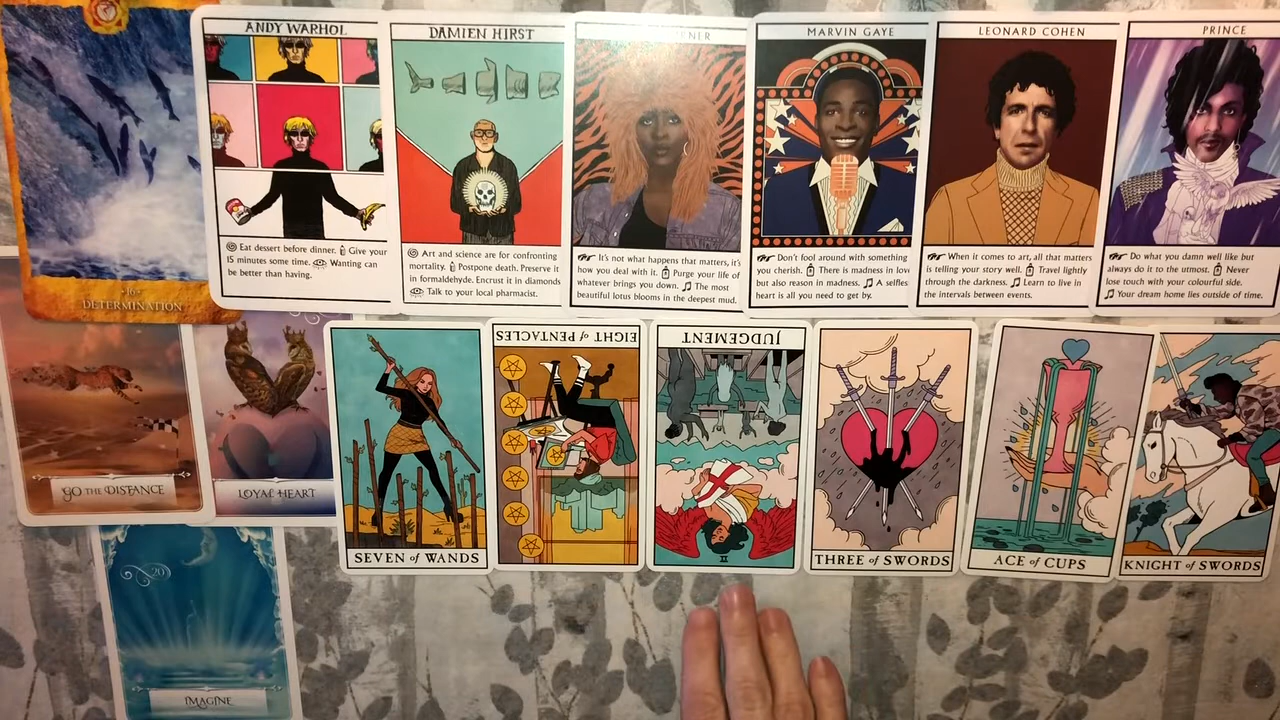 ANDY WARHOL
Eat dessert before dinner. Give your
15 minutes some time. Wanting can
be better than having.
DAMIEN HIRST
Art and science are for confronting
mortality. Postpone death. Preserve it
in formaldehyde. Encrust it in diamonds
Talk to your local pharmacist.
It's not what happens that matters, it's
how you deal with it. Purge your life of
whatever brings you down. The most
beautiful lotus blooms in the deepest mud.
MARVIN GAYE
Don't fool around with something
you cherish. There is madness in love
but also reason in madness. A selfless
heart is all you need to get by.
LEONARD COHEN
When it comes to art, all that matters
is telling your story well. Travel lightly
through the darkness. Learn to live in
the intervals between events.
PRINCE
Do what you damn well like but
always do it to the utmost. Never
lose touch with your colourful side.
Your dream home lies outside of time.
16
DETERMINATION
GO THE DISTANCE
LOYAL HEART
SEVEN of WANDS
EIGHT of PENTACLES
JUDGEMENT
THREE of SWORDS
ACE of CUPS
KNIGHT of SWORDS
20
IMAGINE